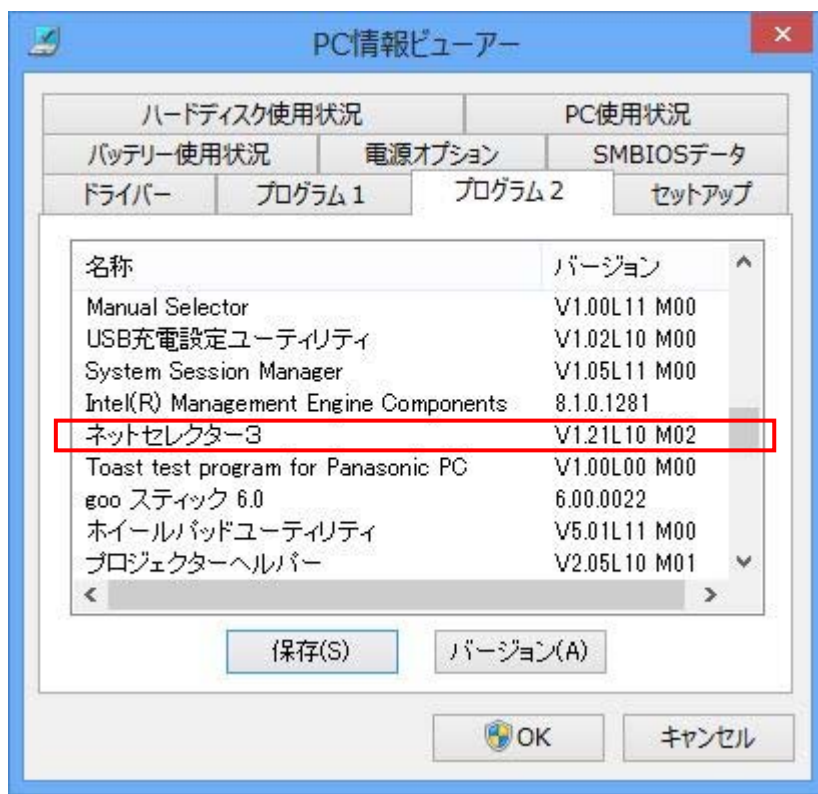 PC情報ビューアー
ハードディスク使用状況 PC使用状況
バッテリー使用状況 電源オプション SMBIOSデータ
ドライバー プログラム1 プログラム2 セットアップ
名称 バージョン
Manual Selector V1.00L11 M00
USB充電設定ユーティリティ V1.02L10 M00
System Session Manager V1.05L11 M00
Intel(R) Management Engine Components 8.1.0.1281
ネットセレクター3 V1.21L10 M02
Toast test program for Panasonic PC V1.00L00 M00
goo スティック 6.0 6.00.0022
ホイールパッドユーティリティ V5.01L11 M00
プロジェクターヘルパー V2.05L10 M01
保存(S) バージョン(A)
OK キャンセル